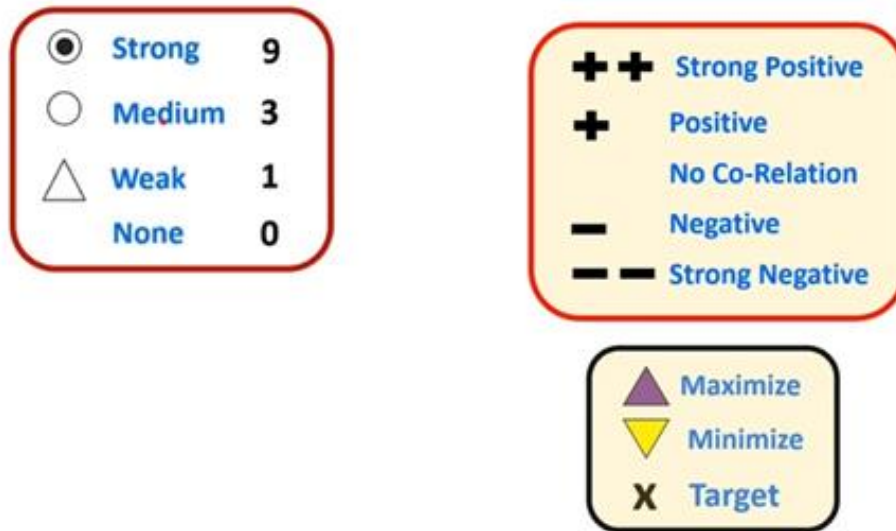 Strong 9
Medium 3
Weak 1
None 0
++ Strong Positive
+ Positive
No Co-Relation
− Negative
− − Strong Negative
Maximize
Minimize
X Target